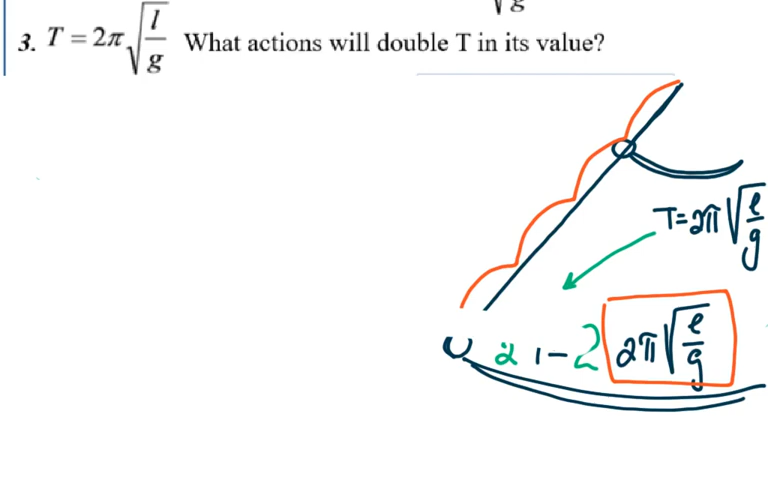 3. T = 2π√(l/g) What actions will double T in its value?
T=2π√(l/g)
2 2π√(l/g)